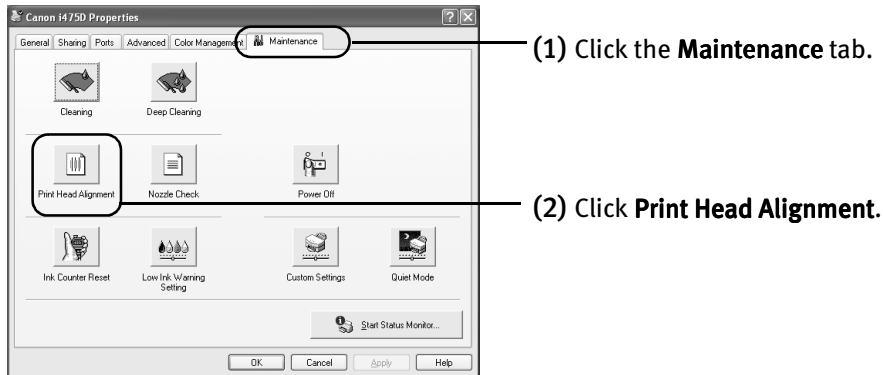 Canon i475D Properties
General Sharing Ports Advanced Color Management Maintenance
(1) Click the Maintenance tab.
Cleaning Deep Cleaning
Print Head Alignment Nozzle Check Power Off
(2) Click Print Head Alignment.
Ink Counter Reset Low Ink Warning Setting Custom Settings Quiet Mode
Start Status Monitor...
OK Cancel Apply Help